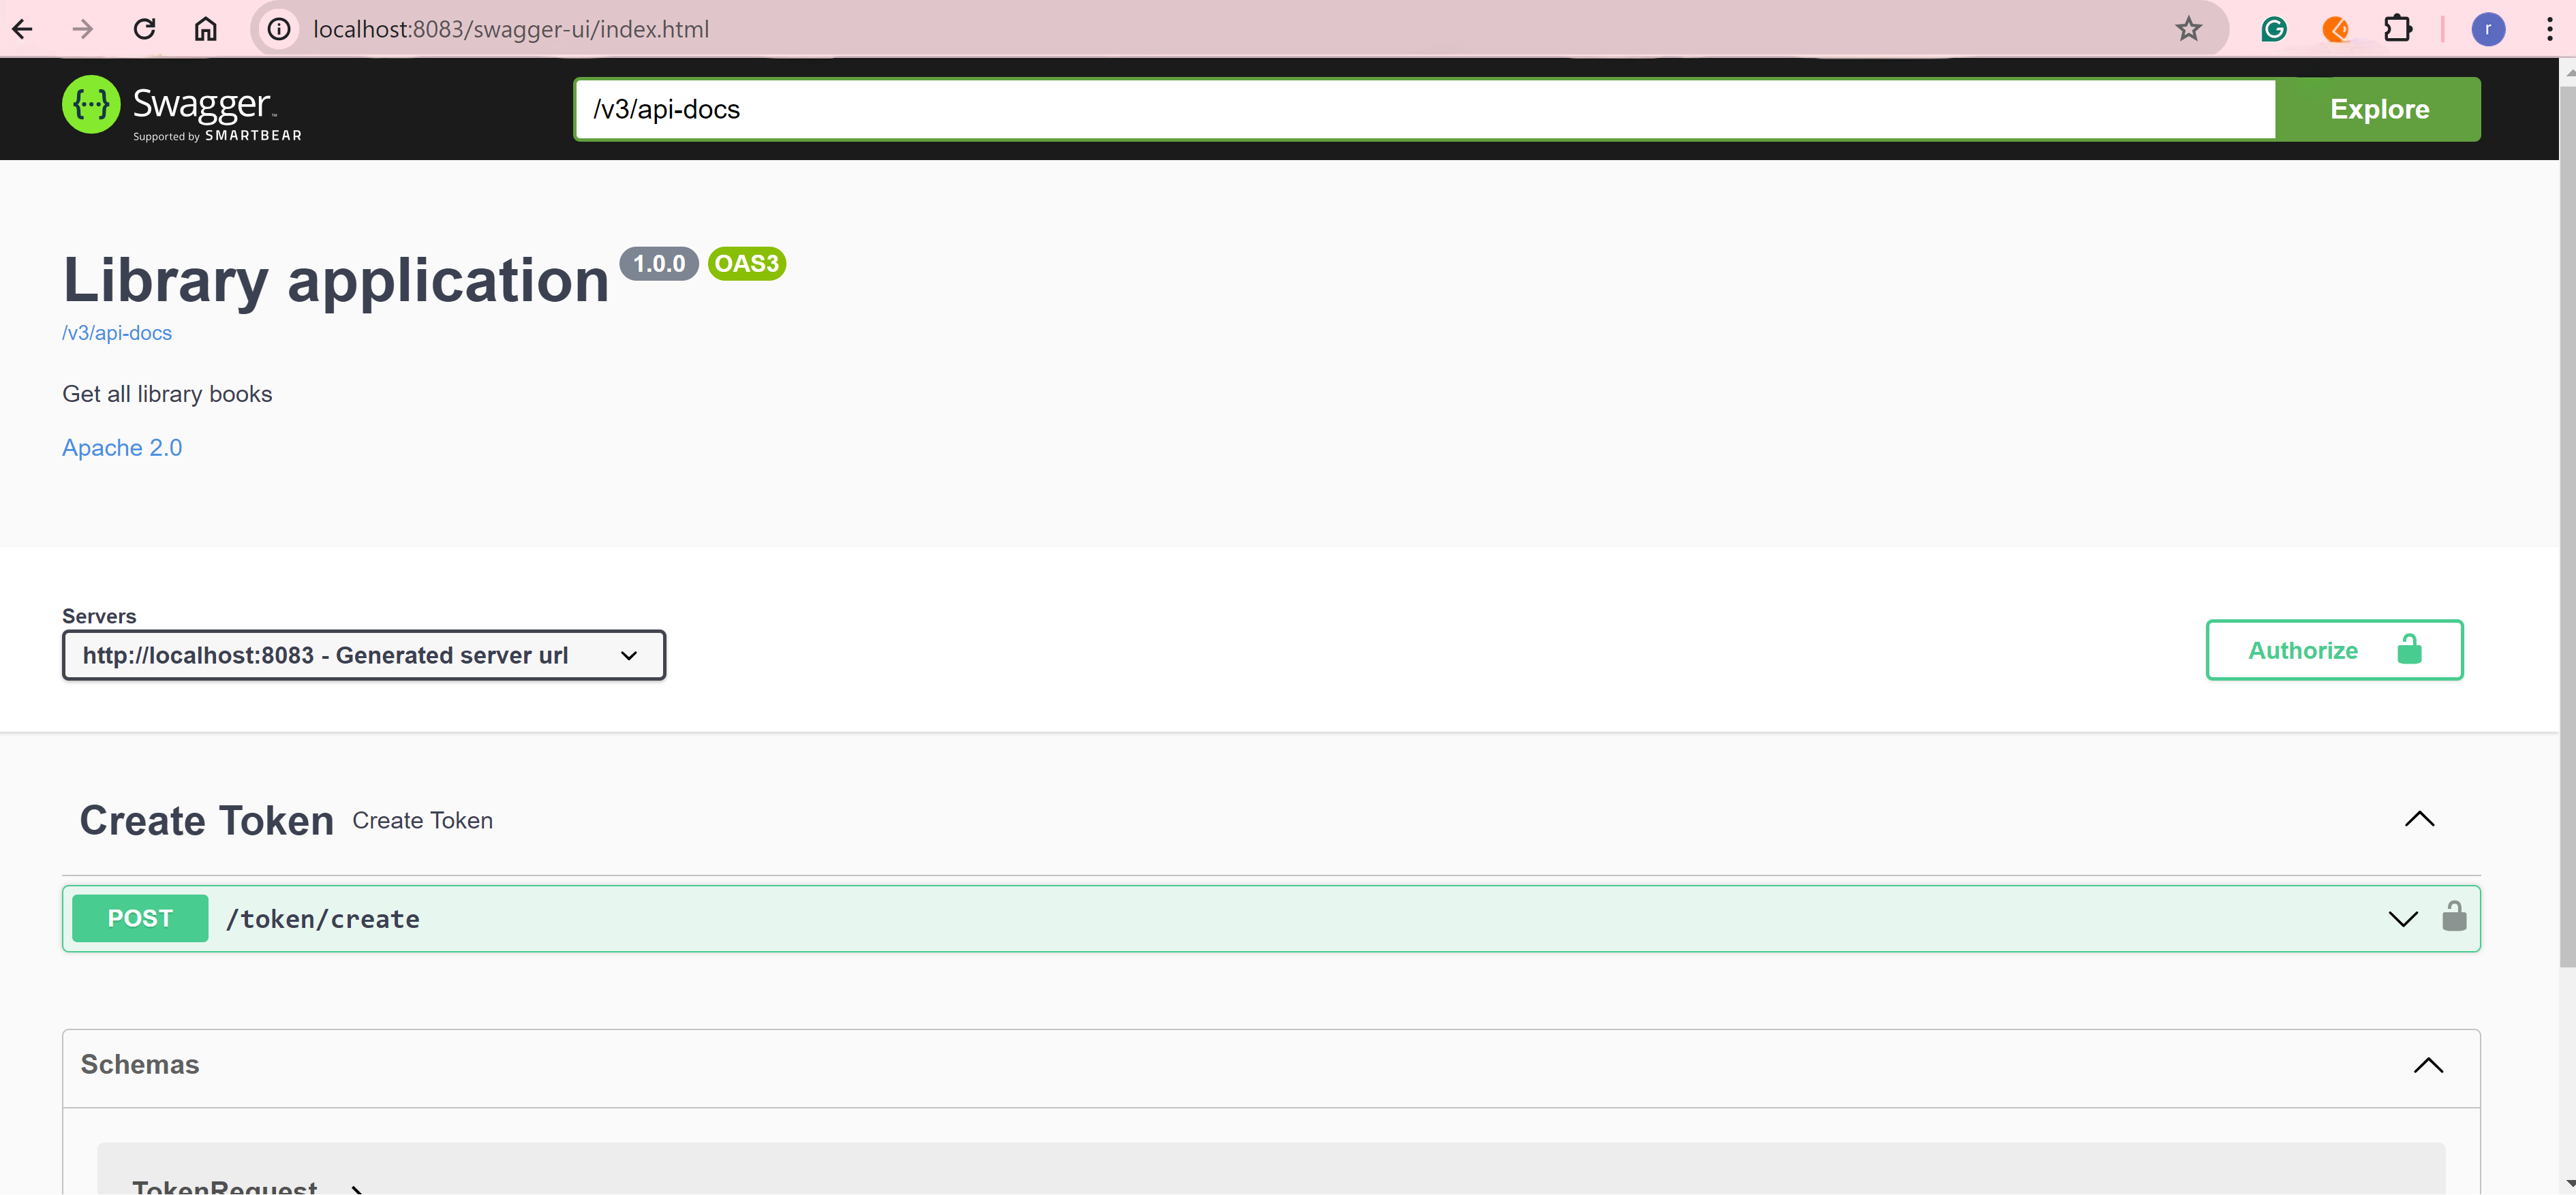 localhost:8083/swagger-ui/index.html
r
{···} Swagger™
Supported by SMARTBEAR
/v3/api-docs
Explore
Library application 1.0.0 OAS3
/v3/api-docs
Get all library books
Apache 2.0
Servers
http://localhost:8083 - Generated server url
Authorize
Create Token Create Token
POST /token/create
Schemas
TokenRequest